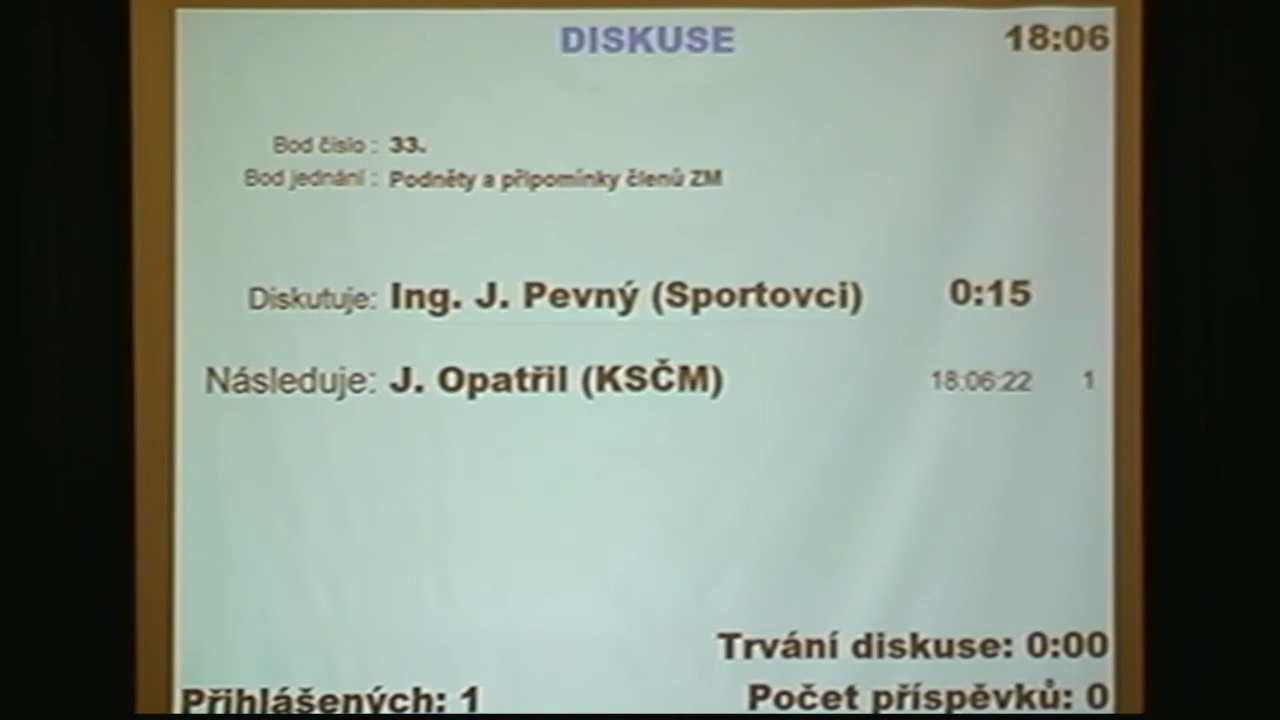 DISKUSE 18:06
Bod číslo : 33.
Bod jednání : Podněty a připomínky členů ZM
Diskutuje: Ing. J. Pevný (Sportovci) 0:15
Následuje: J. Opatřil (KSČM) 18:06:22 1
Trvání diskuse: 0:00
Přihlášených: 1 Počet příspěvků: 0